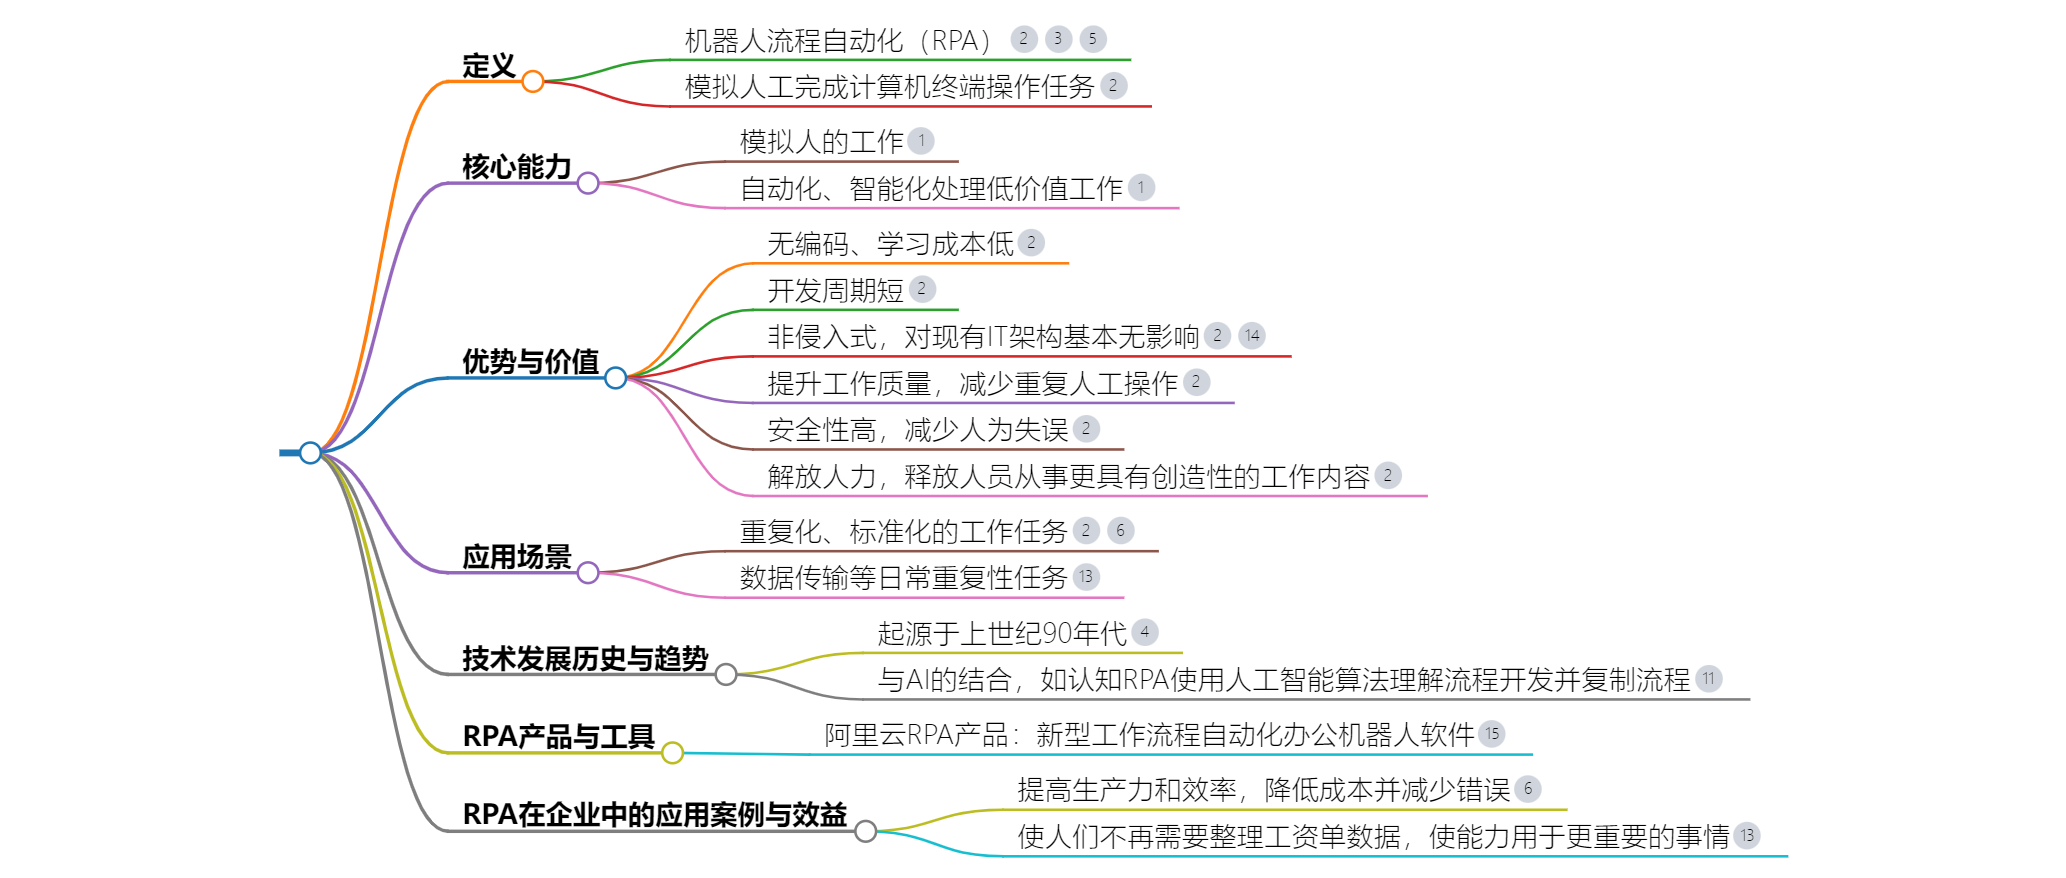 定义
机器人流程自动化（RPA） 2 3 5
模拟人工完成计算机终端操作任务 2
核心能力
模拟人的工作 1
自动化、智能化处理低价值工作 1
优势与价值
无编码、学习成本低 2
开发周期短 2
非侵入式，对现有IT架构基本无影响 2 14
提升工作质量，减少重复人工操作 2
安全性高，减少人为失误 2
解放人力，释放人员从事更具有创造性的工作内容 2
应用场景
重复化、标准化的工作任务 2 6
数据传输等日常重复性任务 13
技术发展历史与趋势
起源于上世纪90年代 4
与AI的结合，如认知RPA使用人工智能算法理解流程开发并复制流程 11
RPA产品与工具
阿里云RPA产品：新型工作流程自动化办公机器人软件 15
RPA在企业中的应用案例与效益
提高生产力和效率，降低成本并减少错误 6
使人们不再需要整理工资单数据，使能力用于更重要的事情 13